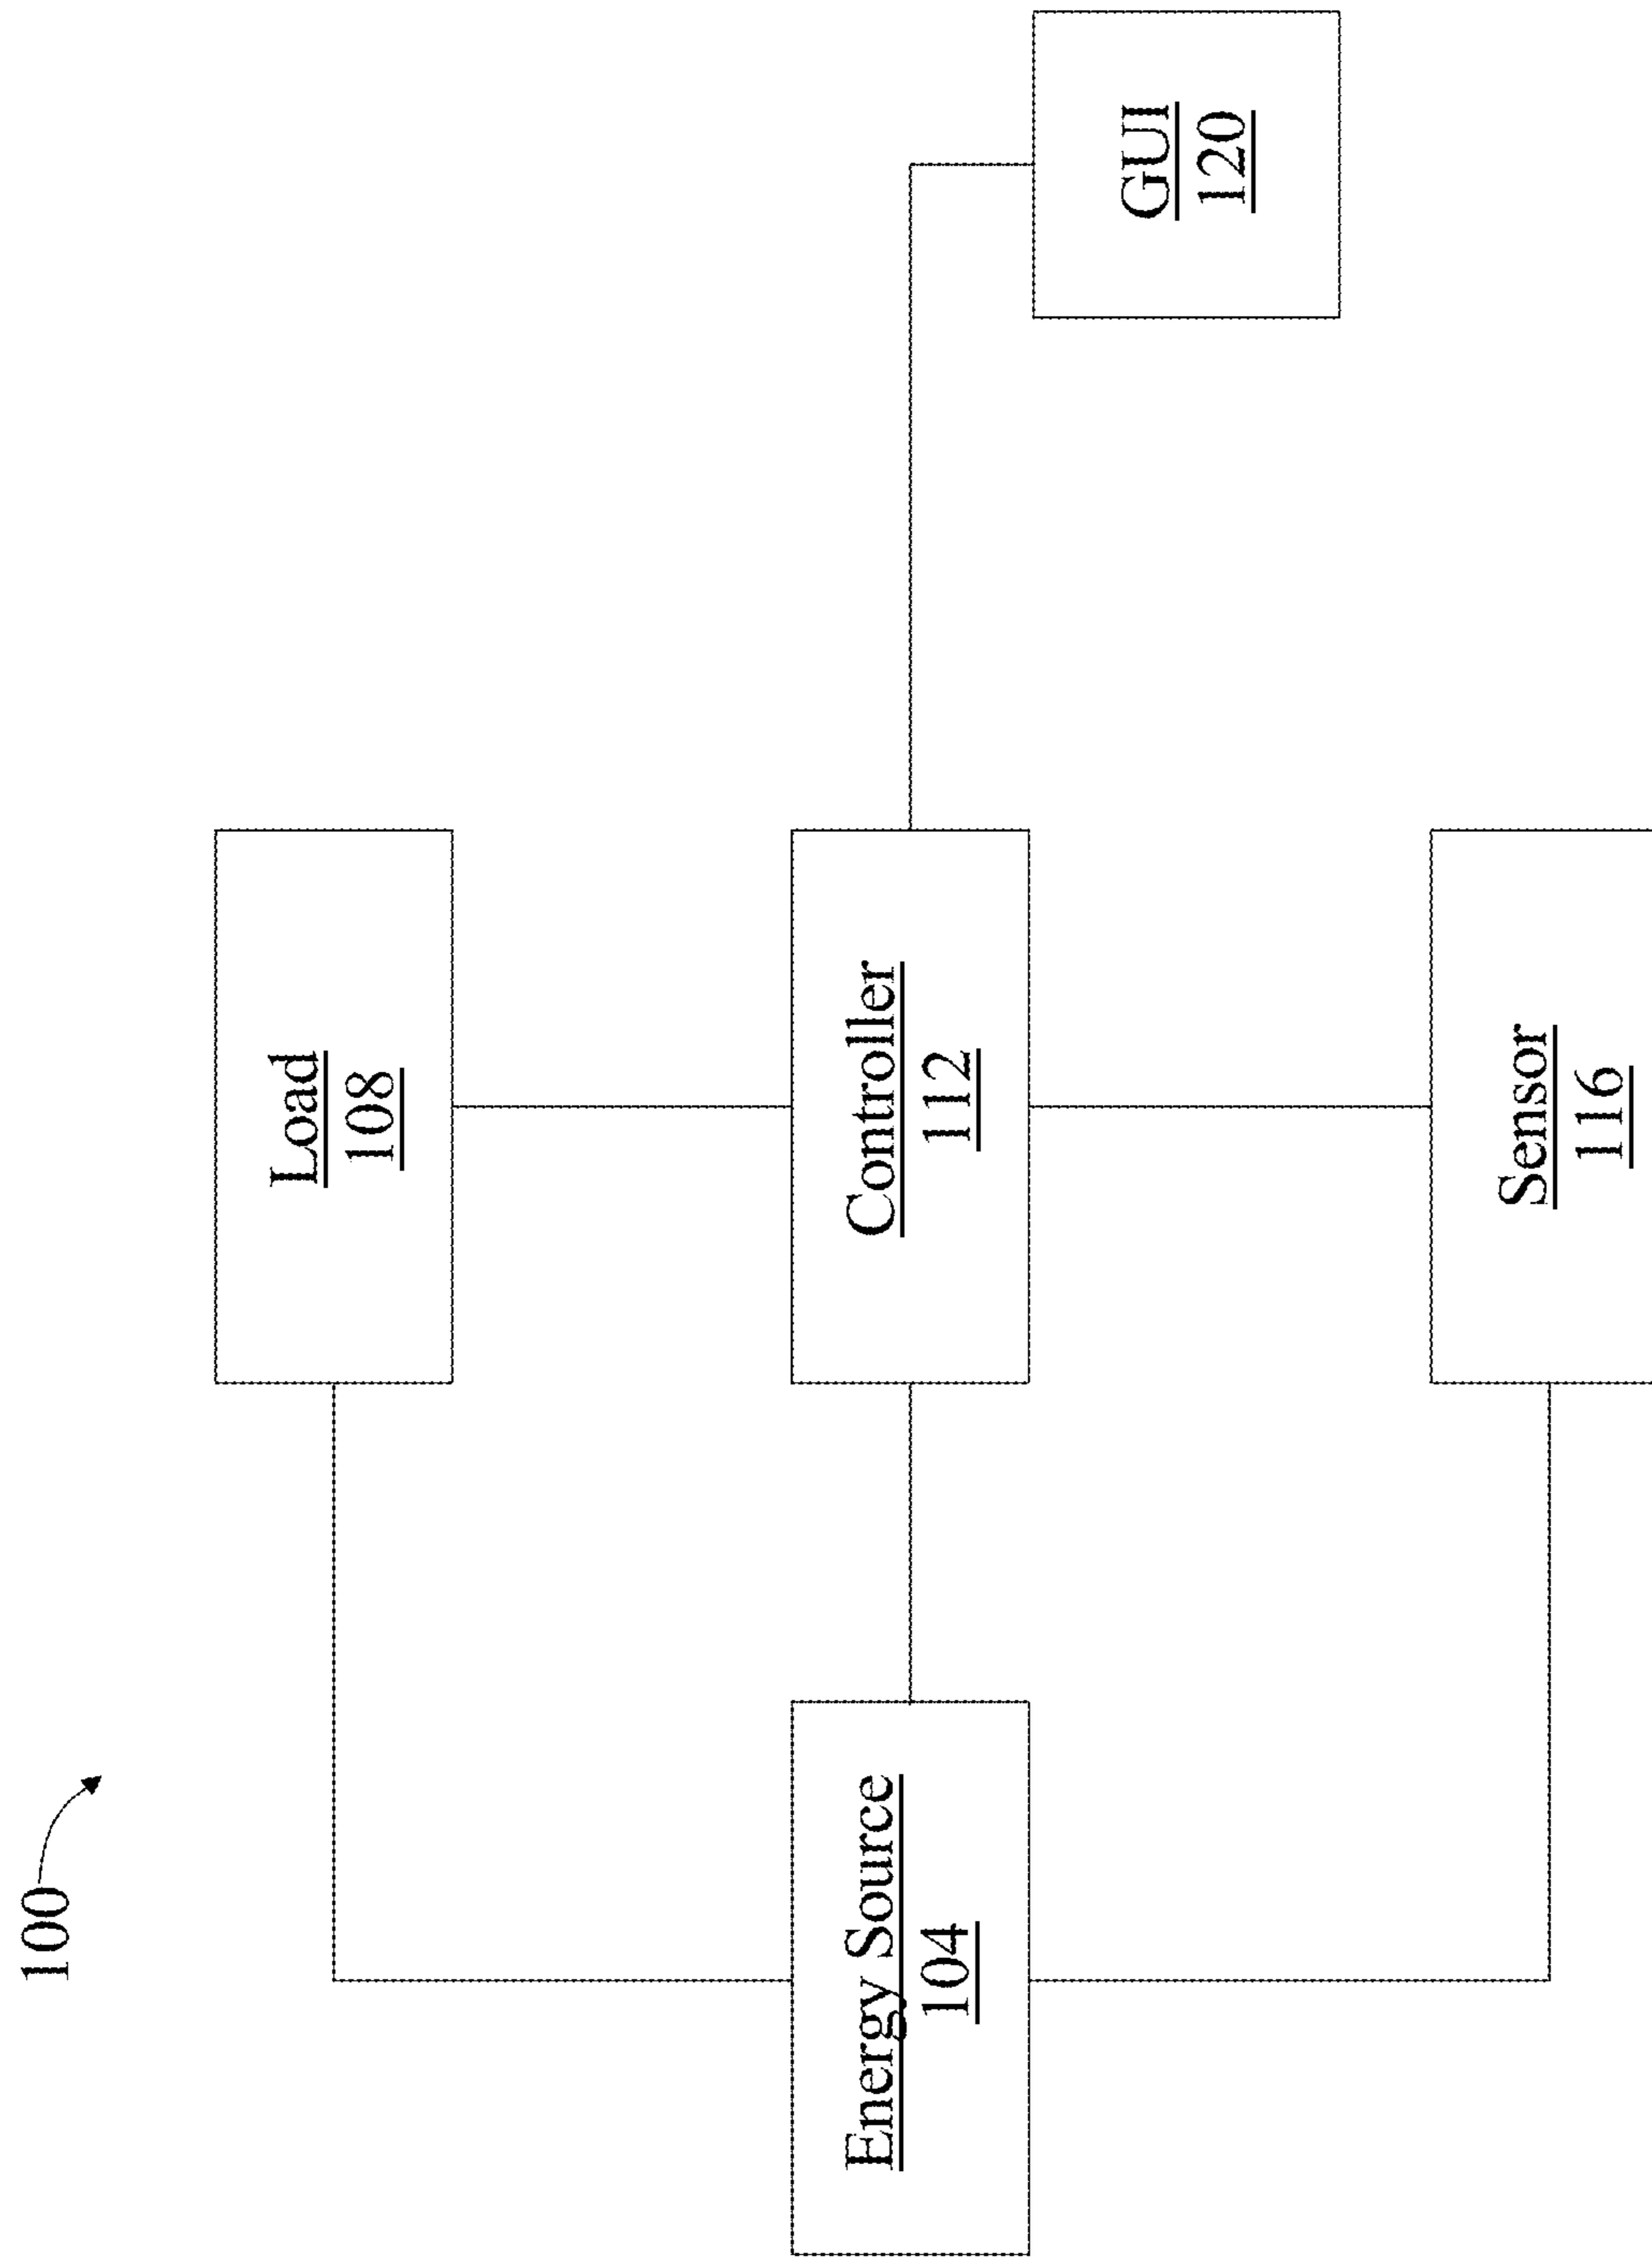 100
Load
108
Energy Source
104
Controller
112
GUI
120
Sensor
116